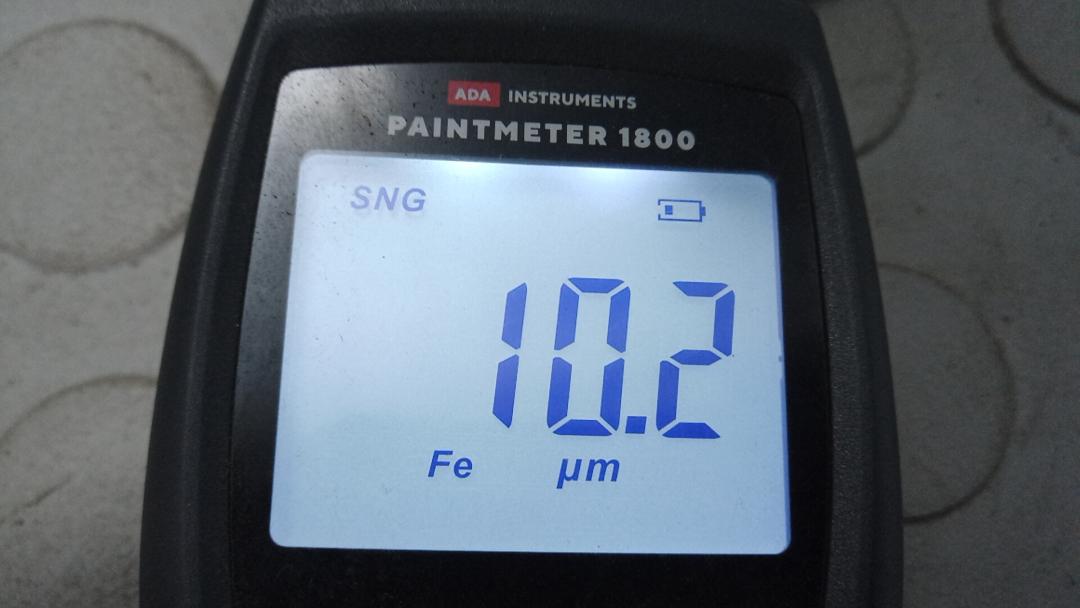 ADA INSTRUMENTS
PAINTMETER 1800
SNG
10.2
Fe µm